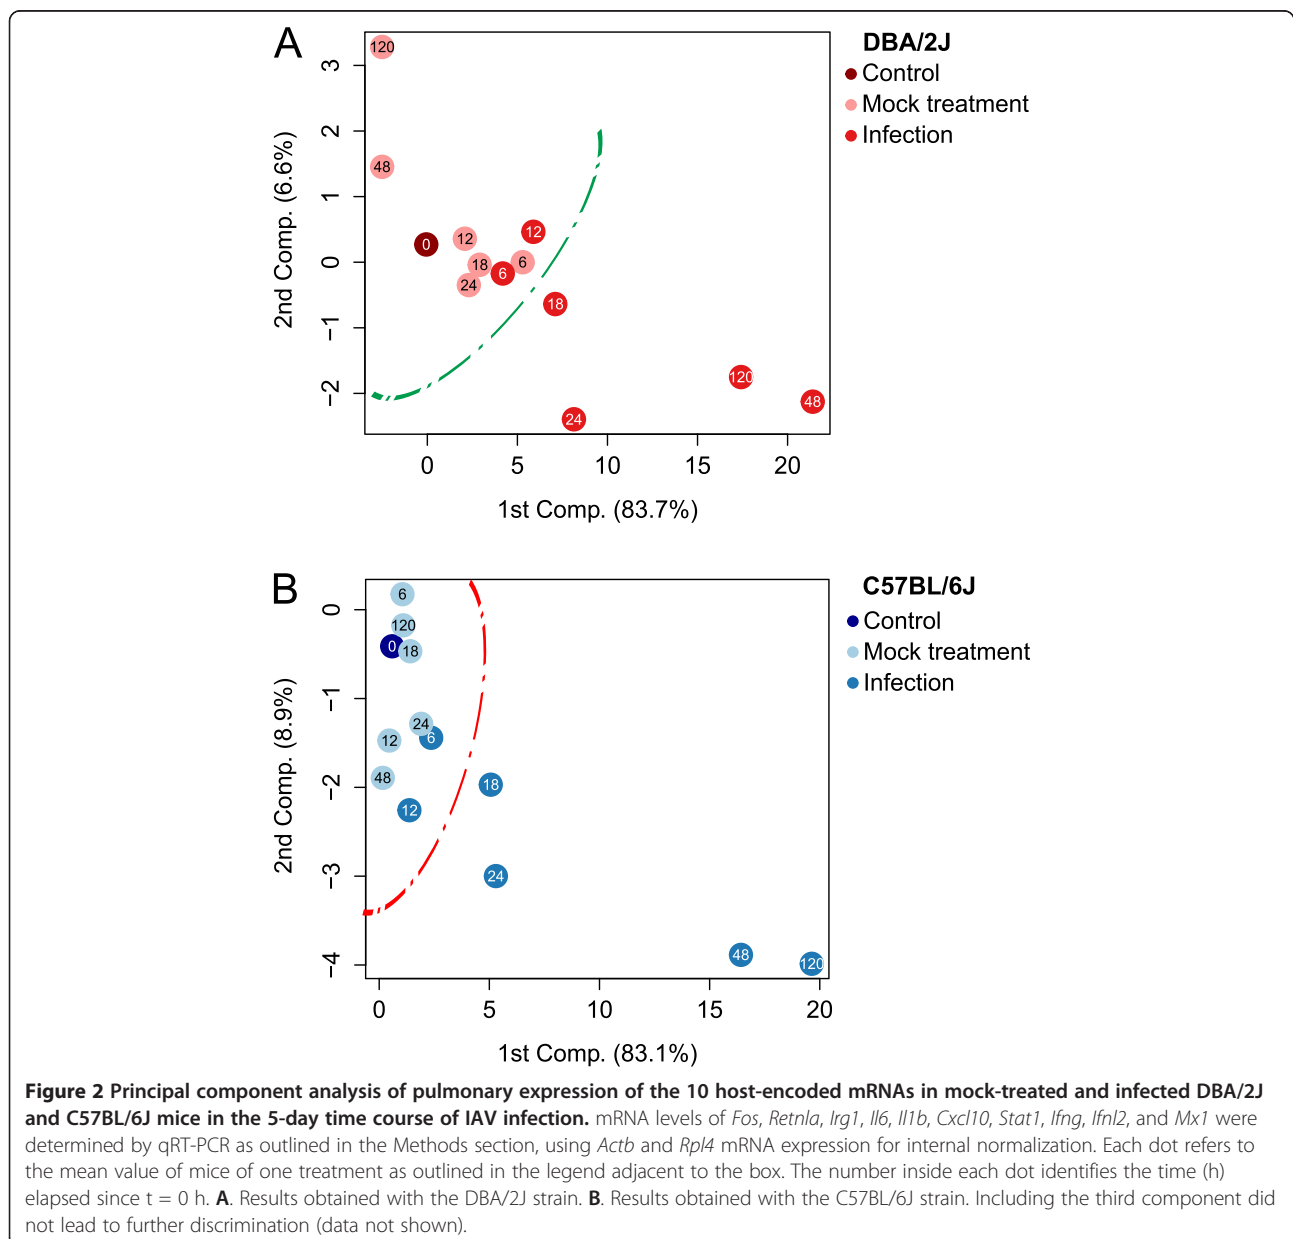 A
DBA/2J
Control
Mock treatment
Infection
2nd Comp. (6.6%)
3
2
1
0
−1
−2
120
48
0
12
12
18
6
6
24
18
120
48
24
0 5 10 15 20
1st Comp. (83.7%)
B
C57BL/6J
Control
Mock treatment
Infection
2nd Comp. (8.9%)
0
−1
−2
−3
−4
6
120
0
18
24
6
12
48
18
12
24
48
120
0 5 10 15 20
1st Comp. (83.1%)
Figure 2 Principal component analysis of pulmonary expression of the 10 host-encoded mRNAs in mock-treated and infected DBA/2J
and C57BL/6J mice in the 5-day time course of IAV infection. mRNA levels of Fos, Retnla, Irg1, Il6, Il1b, Cxcl10, Stat1, Ifng, Ifnl2, and Mx1 were
determined by qRT-PCR as outlined in the Methods section, using Actb and Rpl4 mRNA expression for internal normalization. Each dot refers to
the mean value of mice of one treatment as outlined in the legend adjacent to the box. The number inside each dot identifies the time (h)
elapsed since t = 0 h. A. Results obtained with the DBA/2J strain. B. Results obtained with the C57BL/6J strain. Including the third component did
not lead to further discrimination (data not shown).